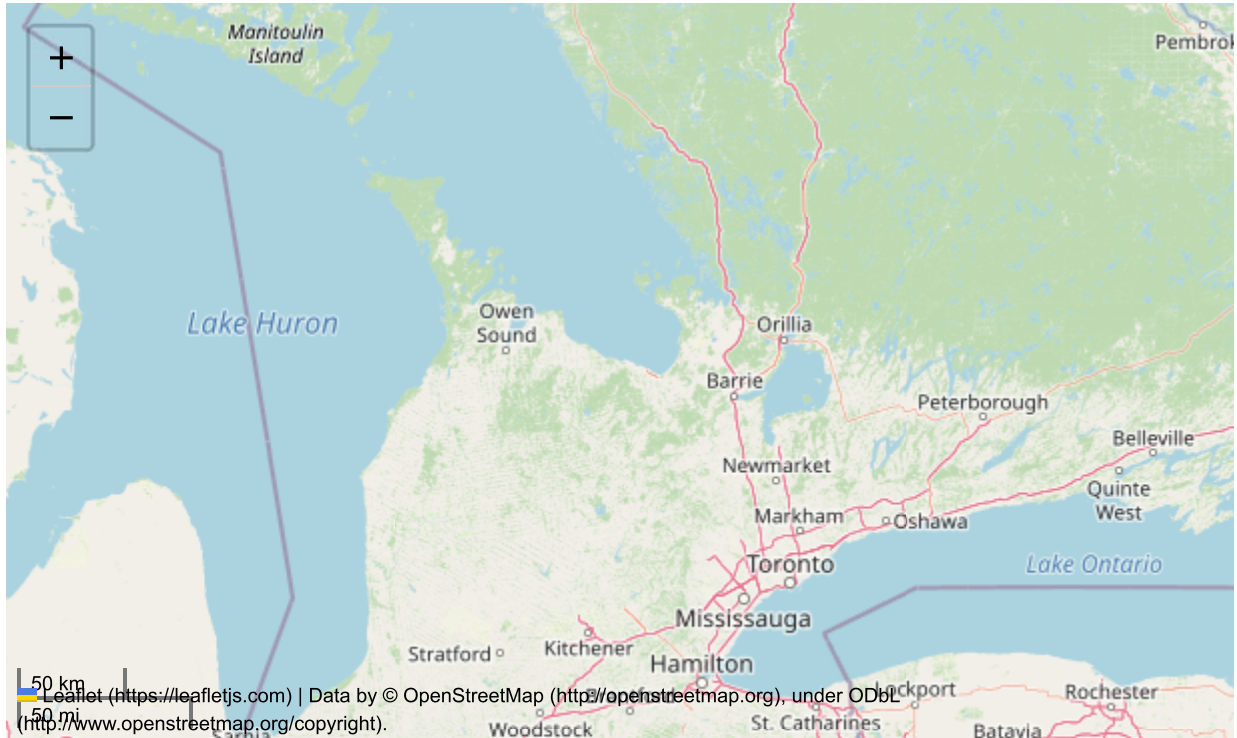 Manitoulin
Island
+
−
Pembrok
Lake Huron
Owen
Sound
Orillia
Barrie
Peterborough
Belleville
Newmarket
Quinte
West
Markham
Oshawa
Toronto
Lake Ontario
Mississauga
Stratford
Kitchener
Hamilton
50 km
Leaflet (https://leafletjs.com) | Data by © OpenStreetMap (http://openstreetmap.org), under ODbL
(http://www.openstreetmap.org/copyright).
50 mi
Brantford
Lockport
Rochester
Woodstock
St. Catharines
Batavia
Sarnia